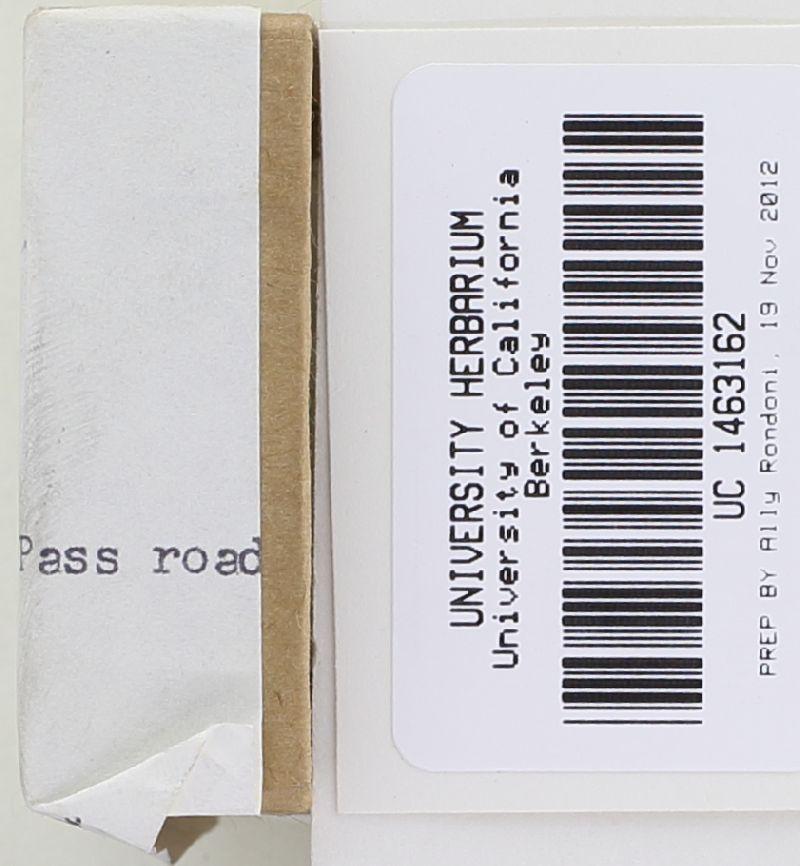 Pass road
UNIVERSITY HERBARIUM
University of California
Berkeley
UC 1463162
PREP BY Ally Rondoni, 19 Nov 2012